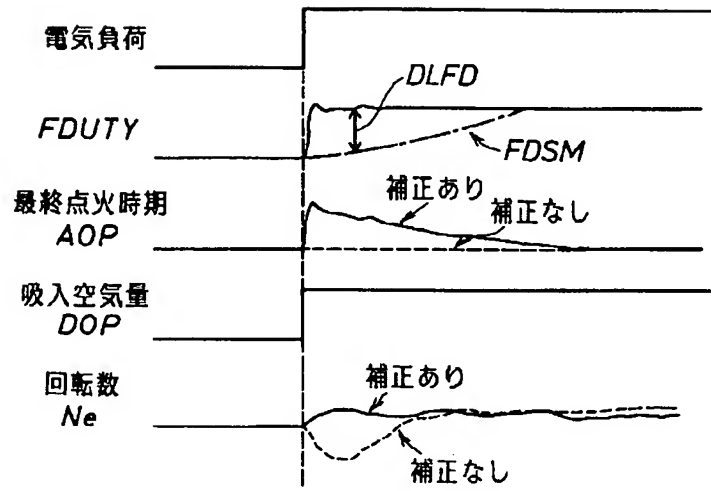 電気負荷
DLFD
FDUTY
FDSM
最終点火時期
AOP
補正あり
補正なし
吸入空気量
DOP
回転数
Ne
補正あり
補正なし